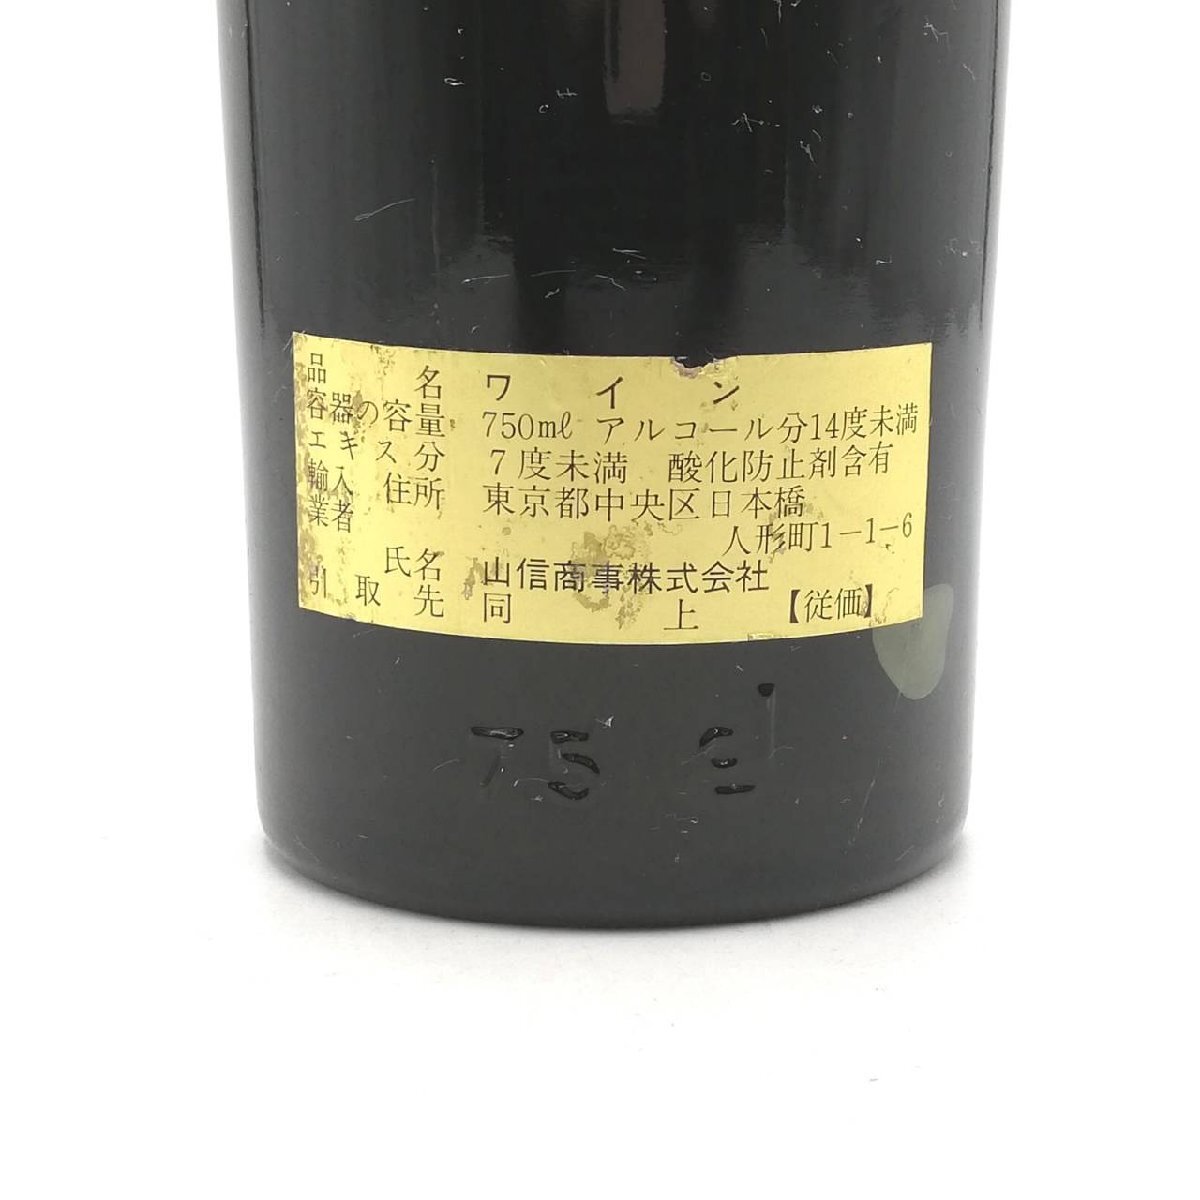 品名 ワイン
容器の容量 750mℓ アルコール分14度未満
エキス分 7度未満 酸化防止剤含有
輸入業者 住所 東京都中央区日本橋
人形町1-1-6
氏名 山信商事株式会社
引取先 同上 【従価】
75 cl